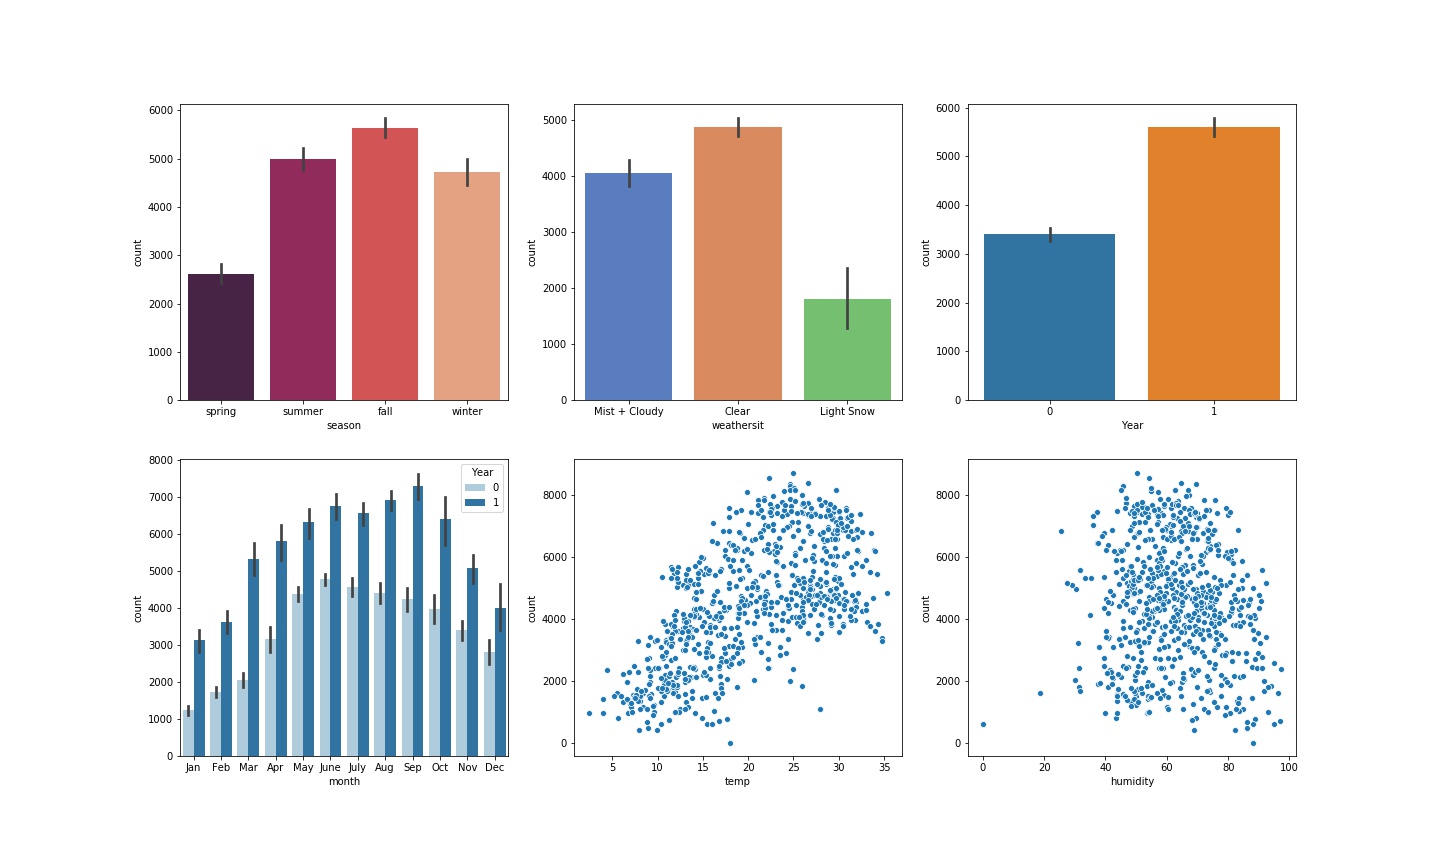 6000
5000
4000
3000
2000
1000
0
count
spring summer fall winter
season
5000
4000
3000
2000
1000
0
count
Mist + Cloudy Clear Light Snow
weathersit
6000
5000
4000
3000
2000
1000
0
count
0 1
Year
8000
7000
6000
5000
4000
3000
2000
1000
0
count
Year
0
1
Jan Feb Mar Apr May June July Aug Sep Oct Nov Dec
month
8000
6000
4000
2000
0
count
5 10 15 20 25 30 35
temp
8000
6000
4000
2000
0
count
0 20 40 60 80 100
humidity